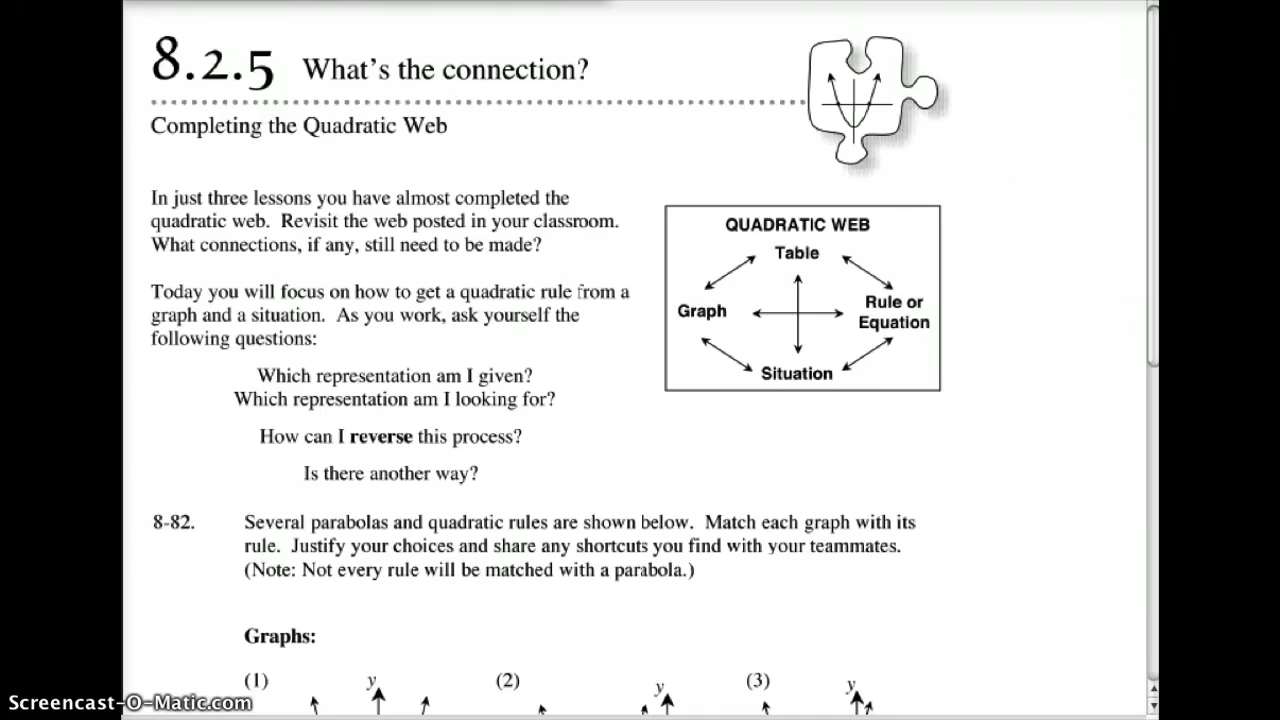 8.2.5 What's the connection?
Completing the Quadratic Web
In just three lessons you have almost completed the
quadratic web. Revisit the web posted in your classroom.
What connections, if any, still need to be made?
Today you will focus on how to get a quadratic rule from a
graph and a situation. As you work, ask yourself the
following questions:
Which representation am I given?
Which representation am I looking for?
How can I reverse this process?
Is there another way?
QUADRATIC WEB
Table
Graph
Rule or
Equation
Situation
8-82. Several parabolas and quadratic rules are shown below. Match each graph with its
rule. Justify your choices and share any shortcuts you find with your teammates.
(Note: Not every rule will be matched with a parabola.)
Graphs:
(1) y (2) y (3) y
Screencast-O-Matic.com